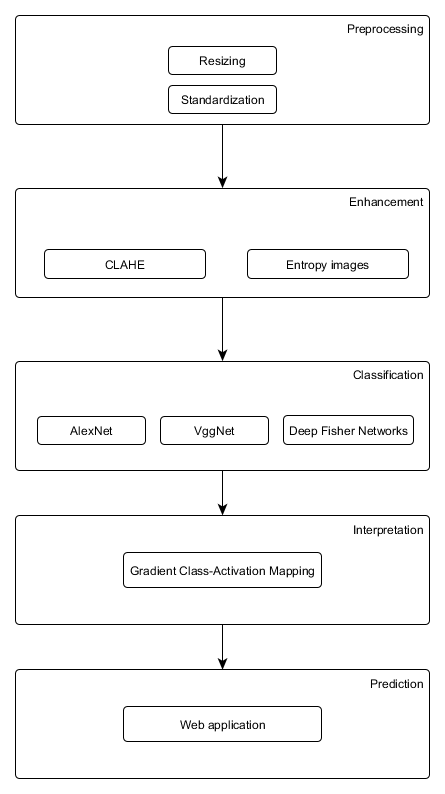 Preprocessing
Resizing
Standardization
Enhancement
CLAHE
Entropy images
Classification
AlexNet
VggNet
Deep Fisher Networks
Interpretation
Gradient Class-Activation Mapping
Prediction
Web application